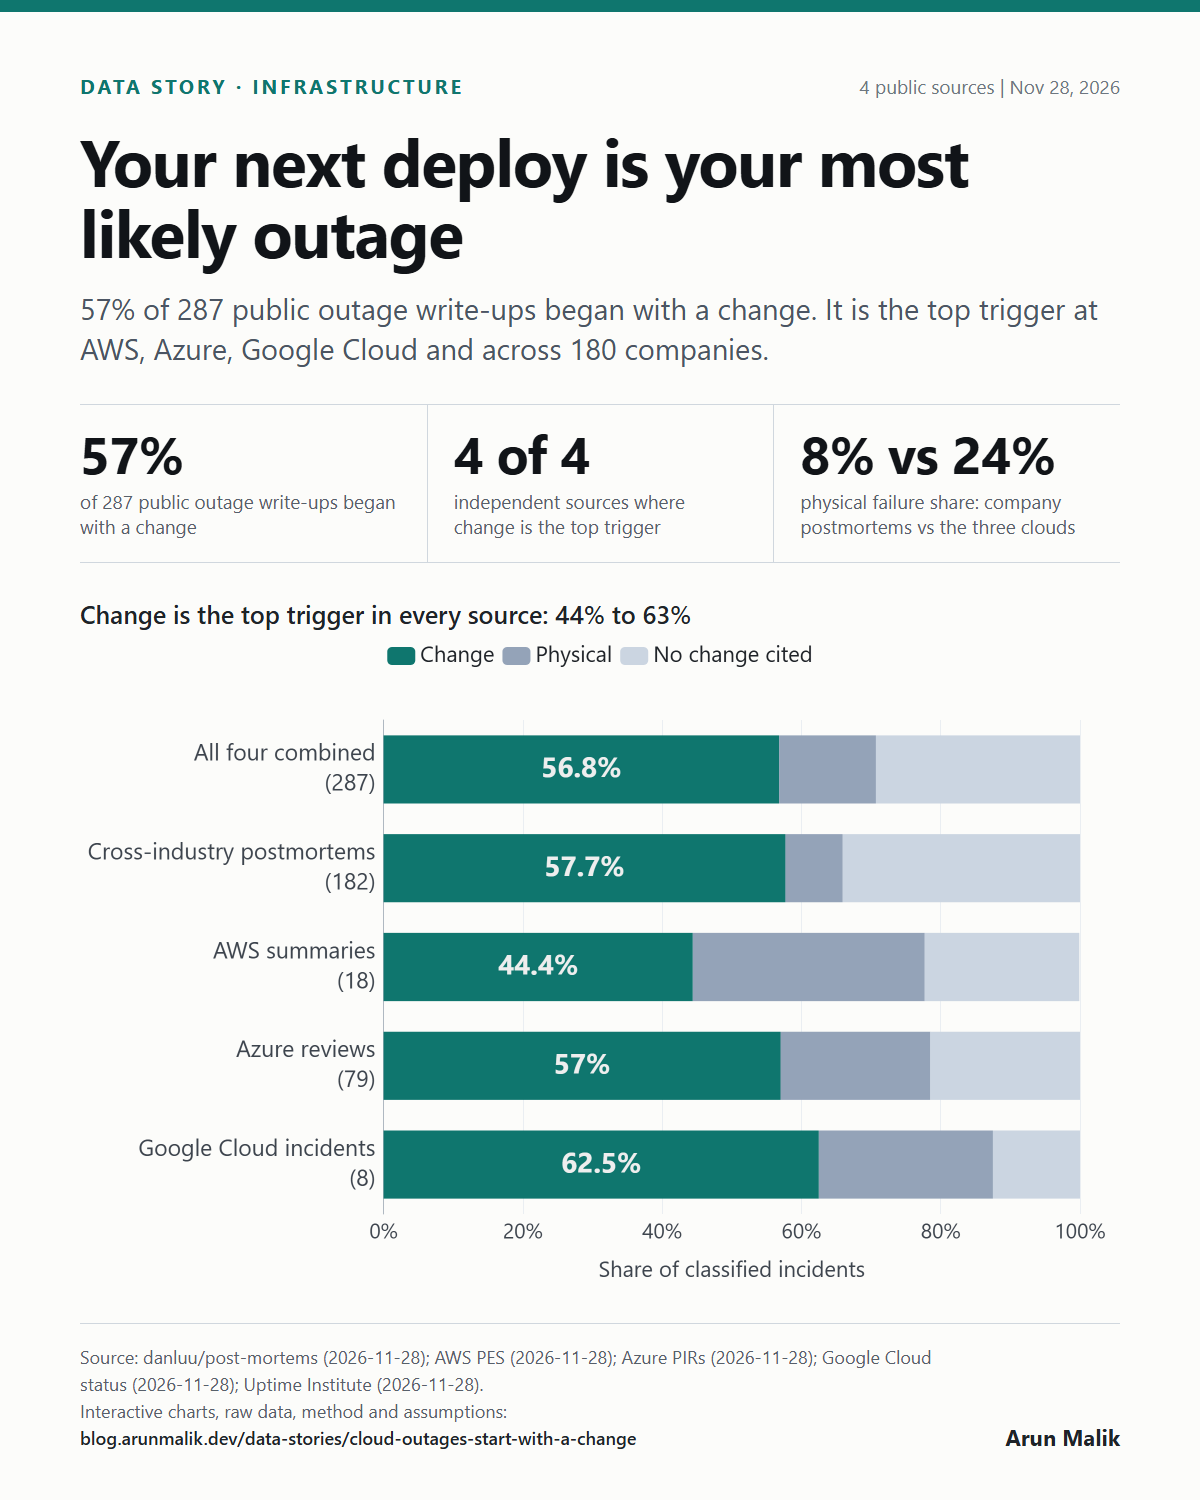 DATA STORY · INFRASTRUCTURE
4 public sources | Nov 28, 2026
Your next deploy is your most
likely outage
57% of 287 public outage write-ups began with a change. It is the top trigger at
AWS, Azure, Google Cloud and across 180 companies.
57%
of 287 public outage write-ups began
with a change
4 of 4
independent sources where
change is the top trigger
8% vs 24%
physical failure share: company
postmortems vs the three clouds
Change is the top trigger in every source: 44% to 63%
Change Physical No change cited
All four combined
(287)
56.8%
Cross-industry postmortems
(182)
57.7%
AWS summaries
(18)
44.4%
Azure reviews
(79)
57%
Google Cloud incidents
(8)
62.5%
0% 20% 40% 60% 80% 100%
Share of classified incidents
Source: danluu/post-mortems (2026-11-28); AWS PES (2026-11-28); Azure PIRs (2026-11-28); Google Cloud
status (2026-11-28); Uptime Institute (2026-11-28).
Interactive charts, raw data, method and assumptions:
blog.arunmalik.dev/data-stories/cloud-outages-start-with-a-change
Arun Malik